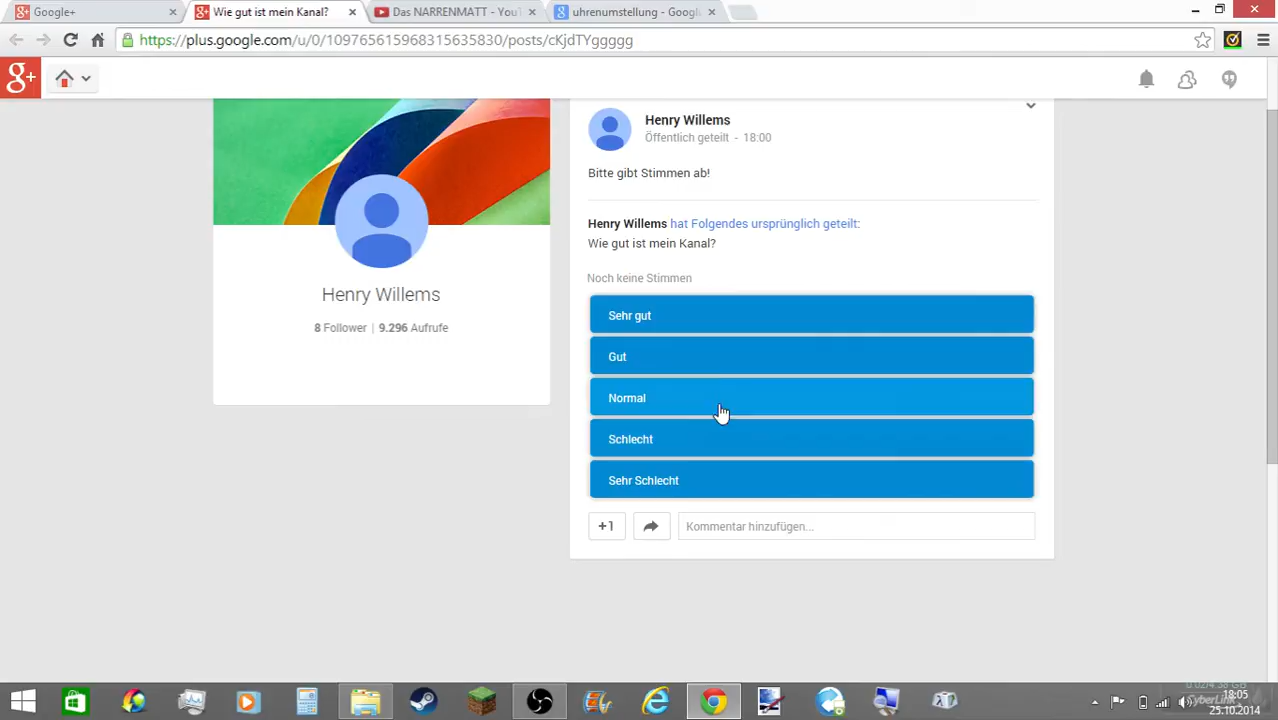 Google+
Wie gut ist mein Kanal?
Das NARRENMATT - YouT
uhrenumstellung - Google
https://plus.google.com/u/0/109765615968315635830/posts/cKjdTYggggg
g+
Henry Willems
Öffentlich geteilt - 18:00
Bitte gibt Stimmen ab!
Henry Willems hat Folgendes ursprünglich geteilt:
Wie gut ist mein Kanal?
Henry Willems
8 Follower | 9.296 Aufrufe
Noch keine Stimmen
Sehr gut
Gut
Normal
Schlecht
Sehr Schlecht
+1
Kommentar hinzufügen...
18:05
CyberLink
25.10.2014